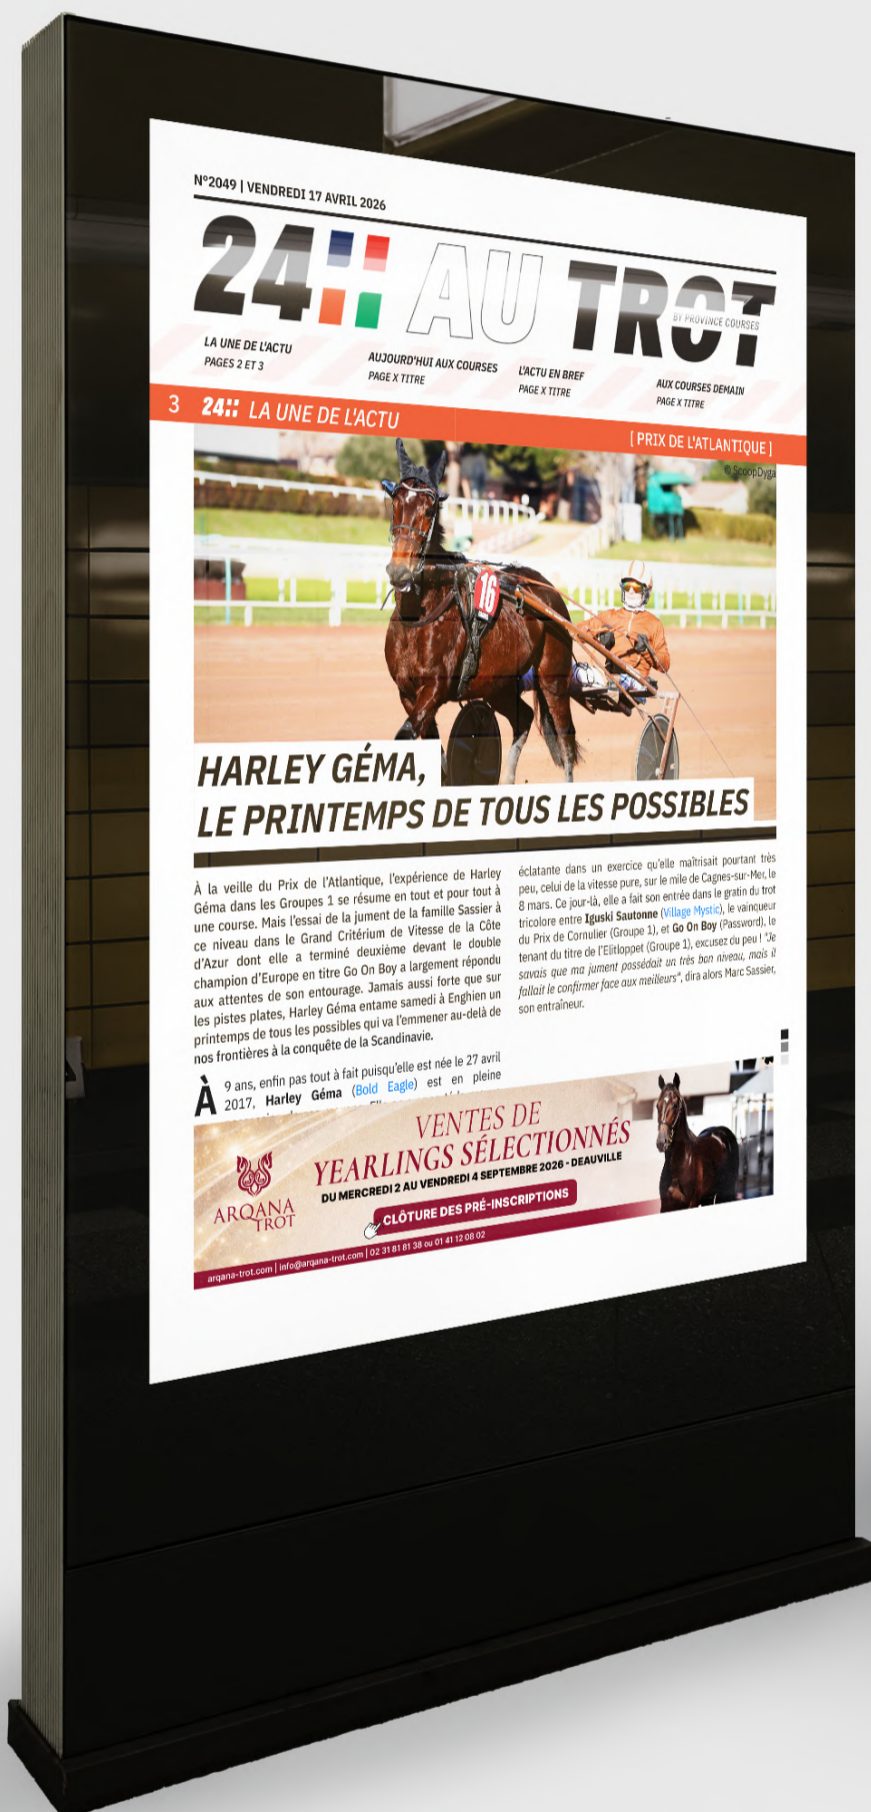 N°2049 | VENDREDI 17 AVRIL 2026
24H AU TROT
BY PROVINCE COURSES
LA UNE DE L'ACTU
PAGES 2 ET 3
AUJOURD'HUI AUX COURSES
PAGE X TITRE
L'ACTU EN BREF
PAGE X TITRE
AUX COURSES DEMAIN
PAGE X TITRE
3 24H LA UNE DE L'ACTU
[ PRIX DE L'ATLANTIQUE ]
© ScoopDyga
16
HARLEY GÉMA,
LE PRINTEMPS DE TOUS LES POSSIBLES
À la veille du Prix de l'Atlantique, l'expérience de Harley
Géma dans les Groupes 1 se résume en tout et pour tout à
une course. Mais l'essai de la jument de la famille Sassier à
ce niveau dans le Grand Critérium de Vitesse de la Côte
d'Azur dont elle a terminé deuxième devant le double
champion d'Europe en titre Go On Boy a largement répondu
aux attentes de son entourage. Jamais aussi forte que sur
les pistes plates, Harley Géma entame samedi à Enghien un
printemps de tous les possibles qui va l'emmener au-delà de
nos frontières à la conquête de la Scandinavie.
À 9 ans, enfin pas tout à fait puisqu'elle est née le 27 avril
2017, Harley Géma (Bold Eagle) est en pleine
éclatante dans un exercice qu'elle maîtrisait pourtant très
peu, celui de la vitesse pure, sur le mile de Cagnes-sur-Mer, le
8 mars. Ce jour-là, elle a fait son entrée dans le gratin du trot
tricolore entre Iguski Sautonne (Village Mystic), le vainqueur
du Prix de Cornulier (Groupe 1), et Go On Boy (Password), le
tenant du titre de l'Elitloppet (Groupe 1), excusez du peu ! "Je
savais que ma jument possédait un très bon niveau, mais il
fallait le confirmer face aux meilleurs", dira alors Marc Sassier,
son entraîneur.
ARQANA
TROT
VENTES DE
YEARLINGS SÉLECTIONNÉS
DU MERCREDI 2 AU VENDREDI 4 SEPTEMBRE 2026 - DEAUVILLE
CLÔTURE DES PRÉ-INSCRIPTIONS
arqana-trot.com | info@arqana-trot.com | 02 31 81 81 38 ou 01 41 12 08 02